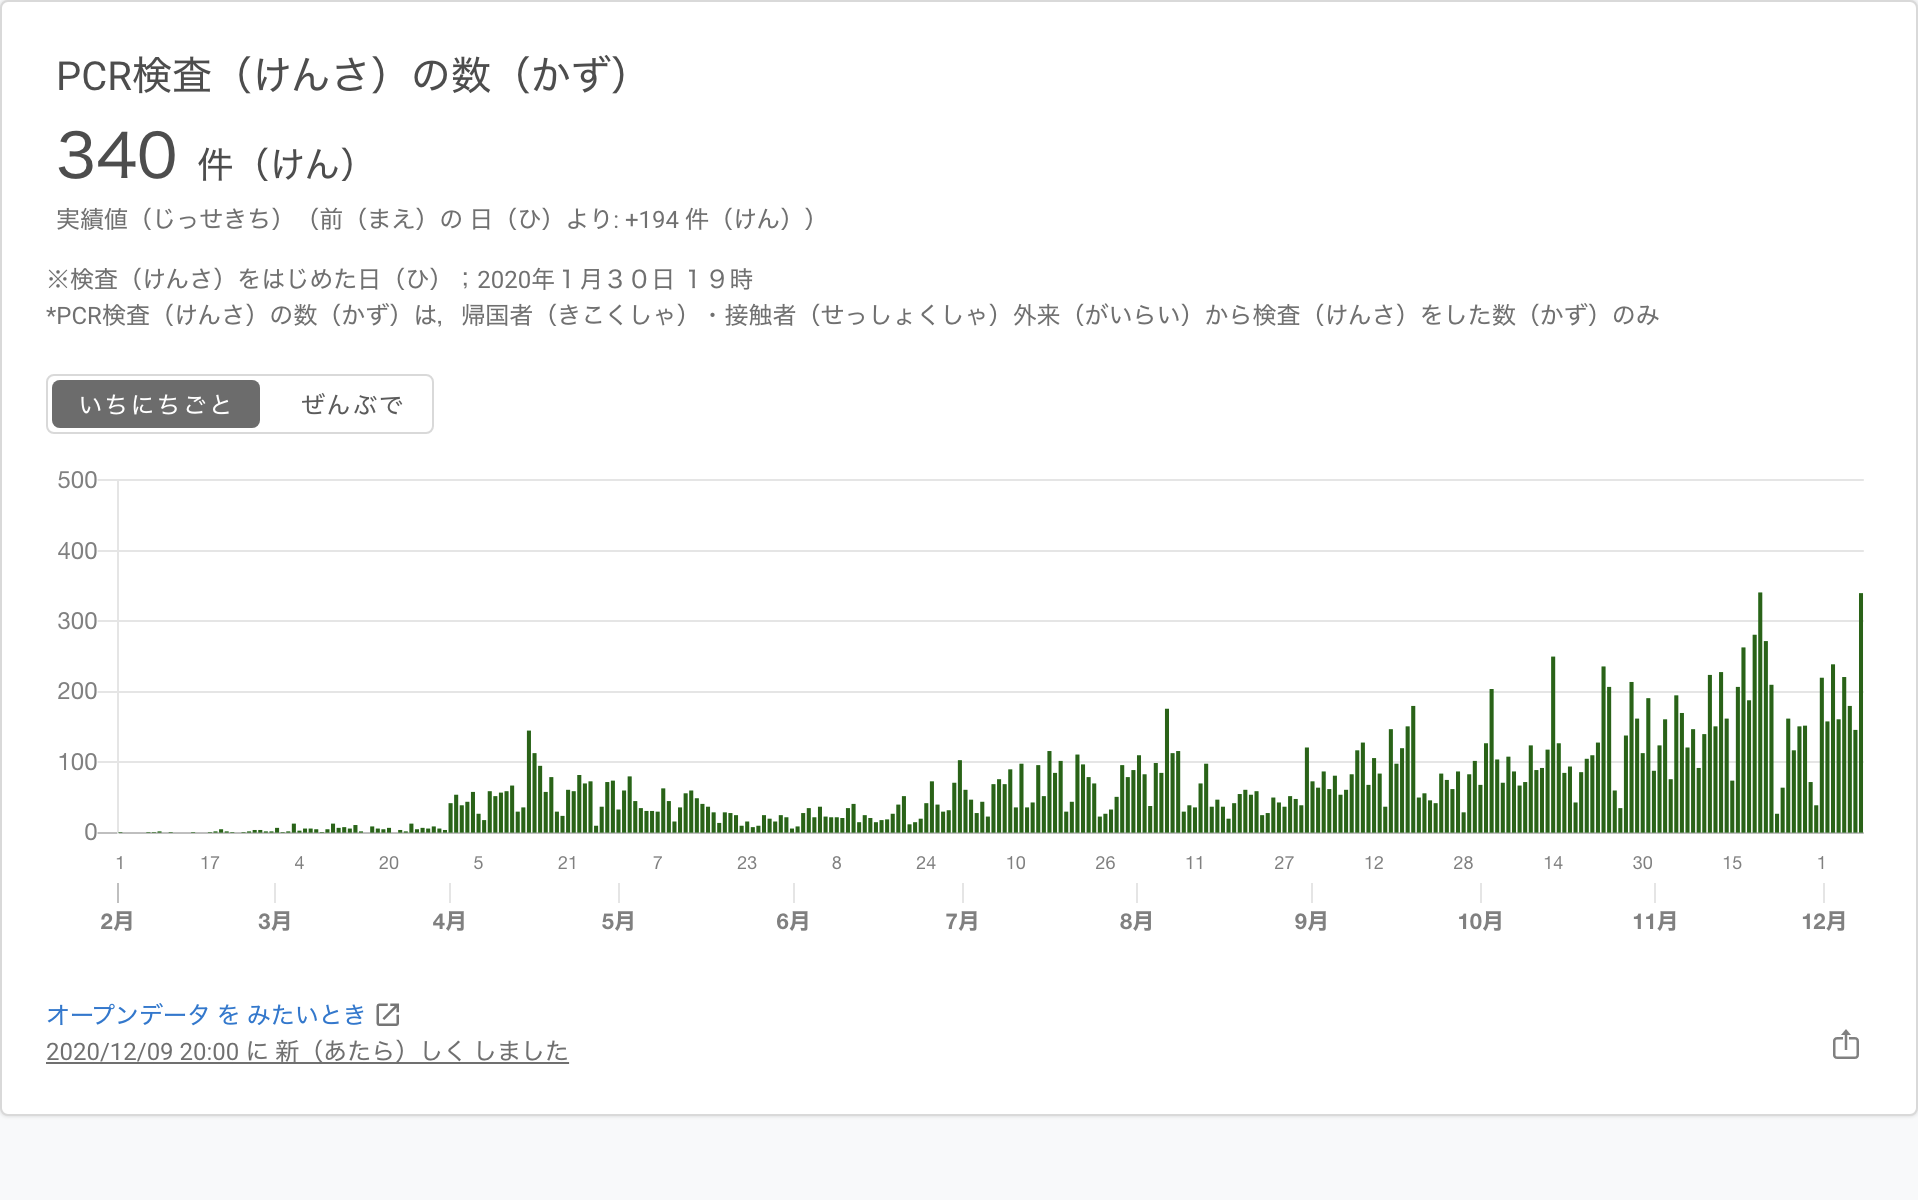 PCR検査（けんさ）の数（かず）
340 件（けん）
実績値（じっせきち）（前（まえ）の 日（ひ）より: +194 件（けん））
※検査（けんさ）をはじめた日（ひ）；2020年１月３０日 １９時
*PCR検査（けんさ）の数（かず）は，帰国者（きこくしゃ）・接触者（せっしょくしゃ）外来（がいらい）から検査（けんさ）をした数（かず）のみ
いちにちごと ぜんぶで
500
400
300
200
100
0
1 17 4 20 5 21 7 23 8 24 10 26 11 27 12 28 14 30 15 1
2月 3月 4月 5月 6月 7月 8月 9月 10月 11月 12月
オープンデータ を みたいとき
2020/12/09 20:00 に 新（あたら）しく しました